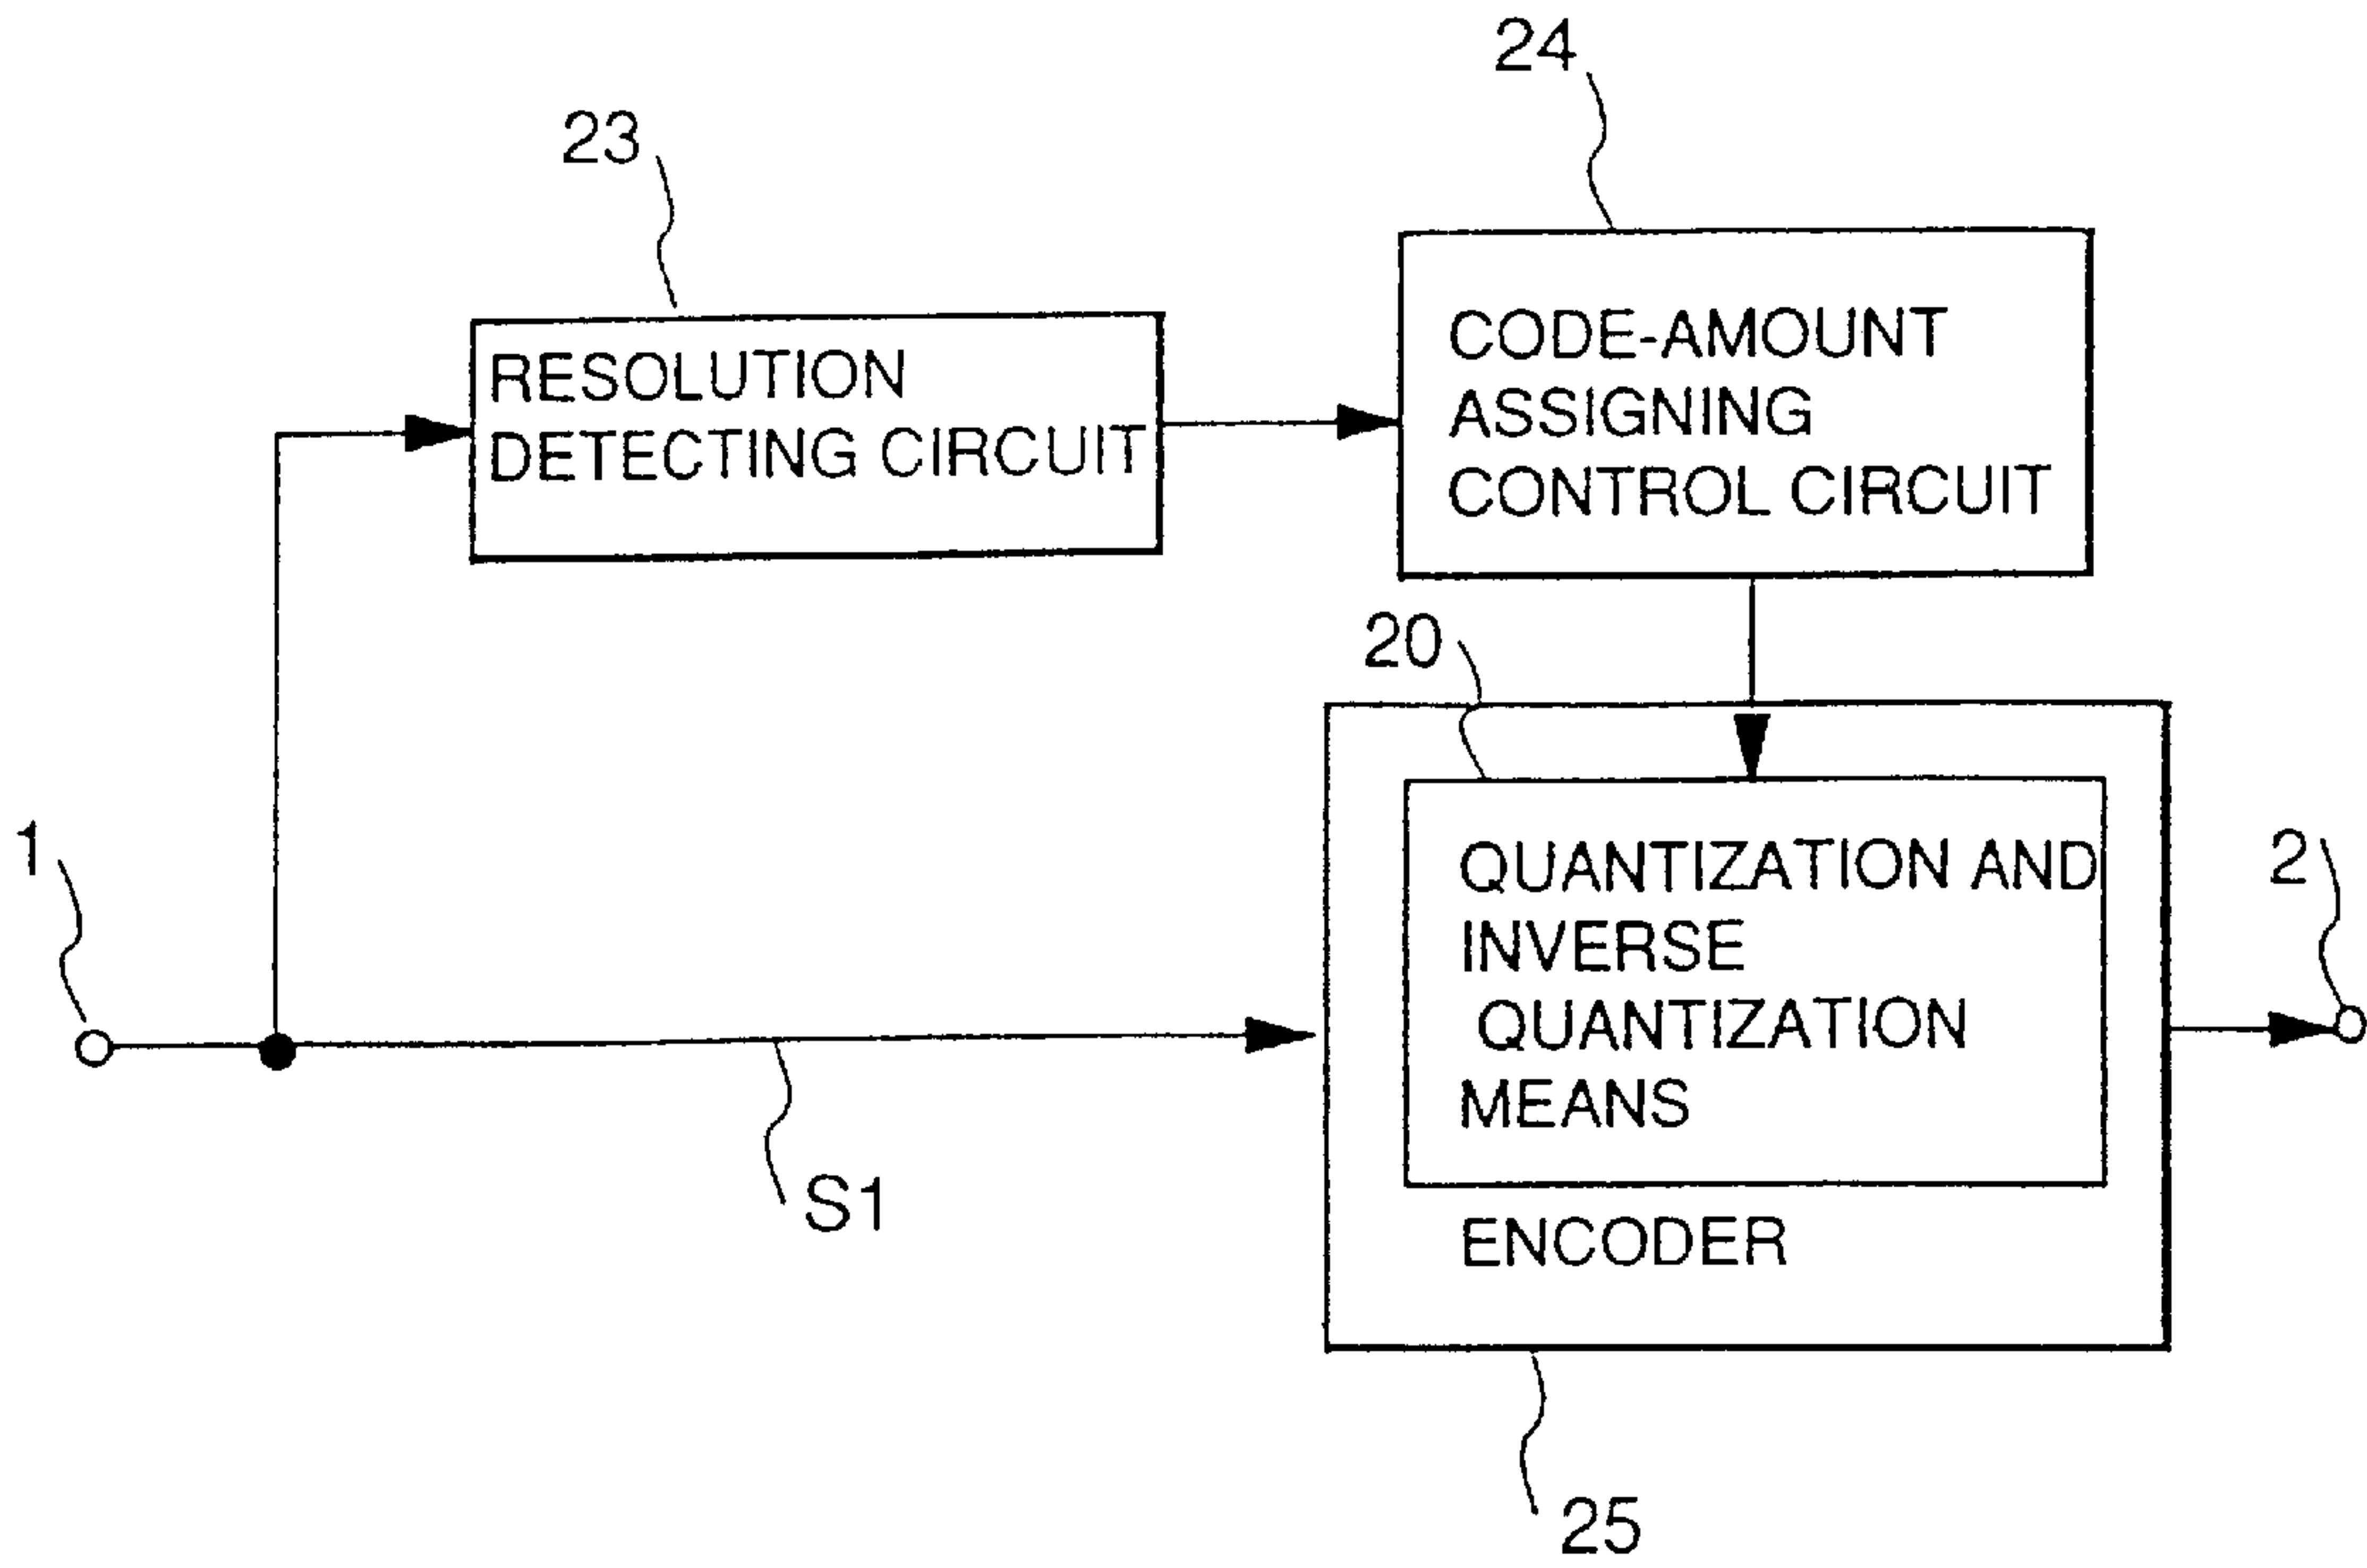 24
23
CODE-AMOUNT
ASSIGNING
CONTROL CIRCUIT
RESOLUTION
DETECTING CIRCUIT
20
1
QUANTIZATION AND
INVERSE
QUANTIZATION
MEANS
2
S1
ENCODER
25